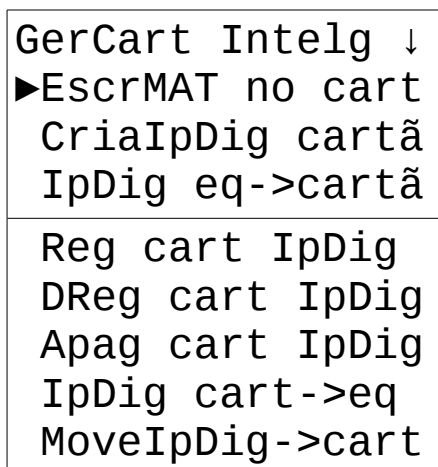 GerCart Intelg ↓
►EscrMAT no cart
CriaIpDig cartã
IpDig eq->cartã
Reg cart IpDig
DReg cart IpDig
Apag cart IpDig
IpDig cart->eq
MoveIpDig->cart